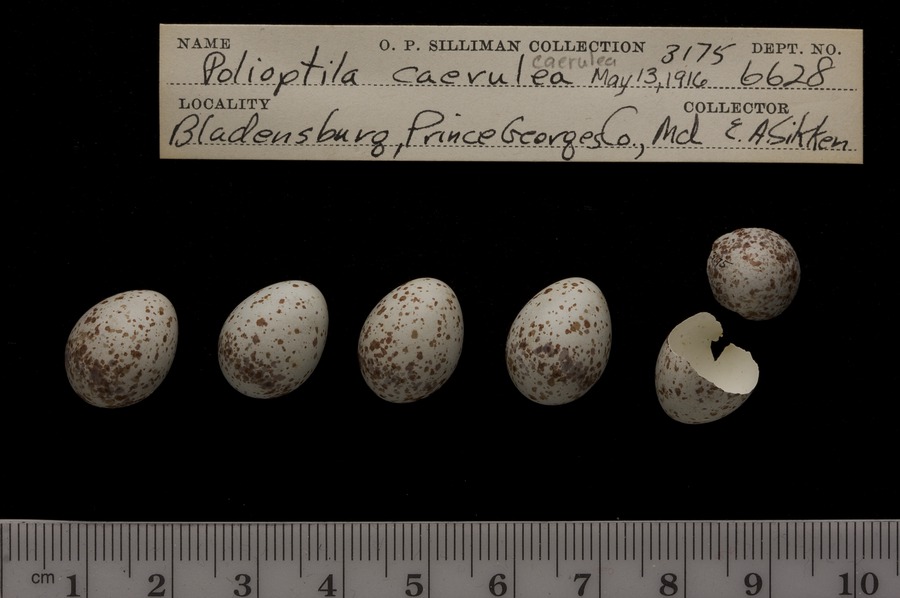 NAME O. P. SILLIMAN COLLECTION 3175 DEPT. NO.
caerulea
Polioptila caerulea May 13, 1916 6628
LOCALITY COLLECTOR
Bladensburg, Prince Georges Co., Md E. A. Sikken
cm 1 2 3 4 5 6 7 8 9 10